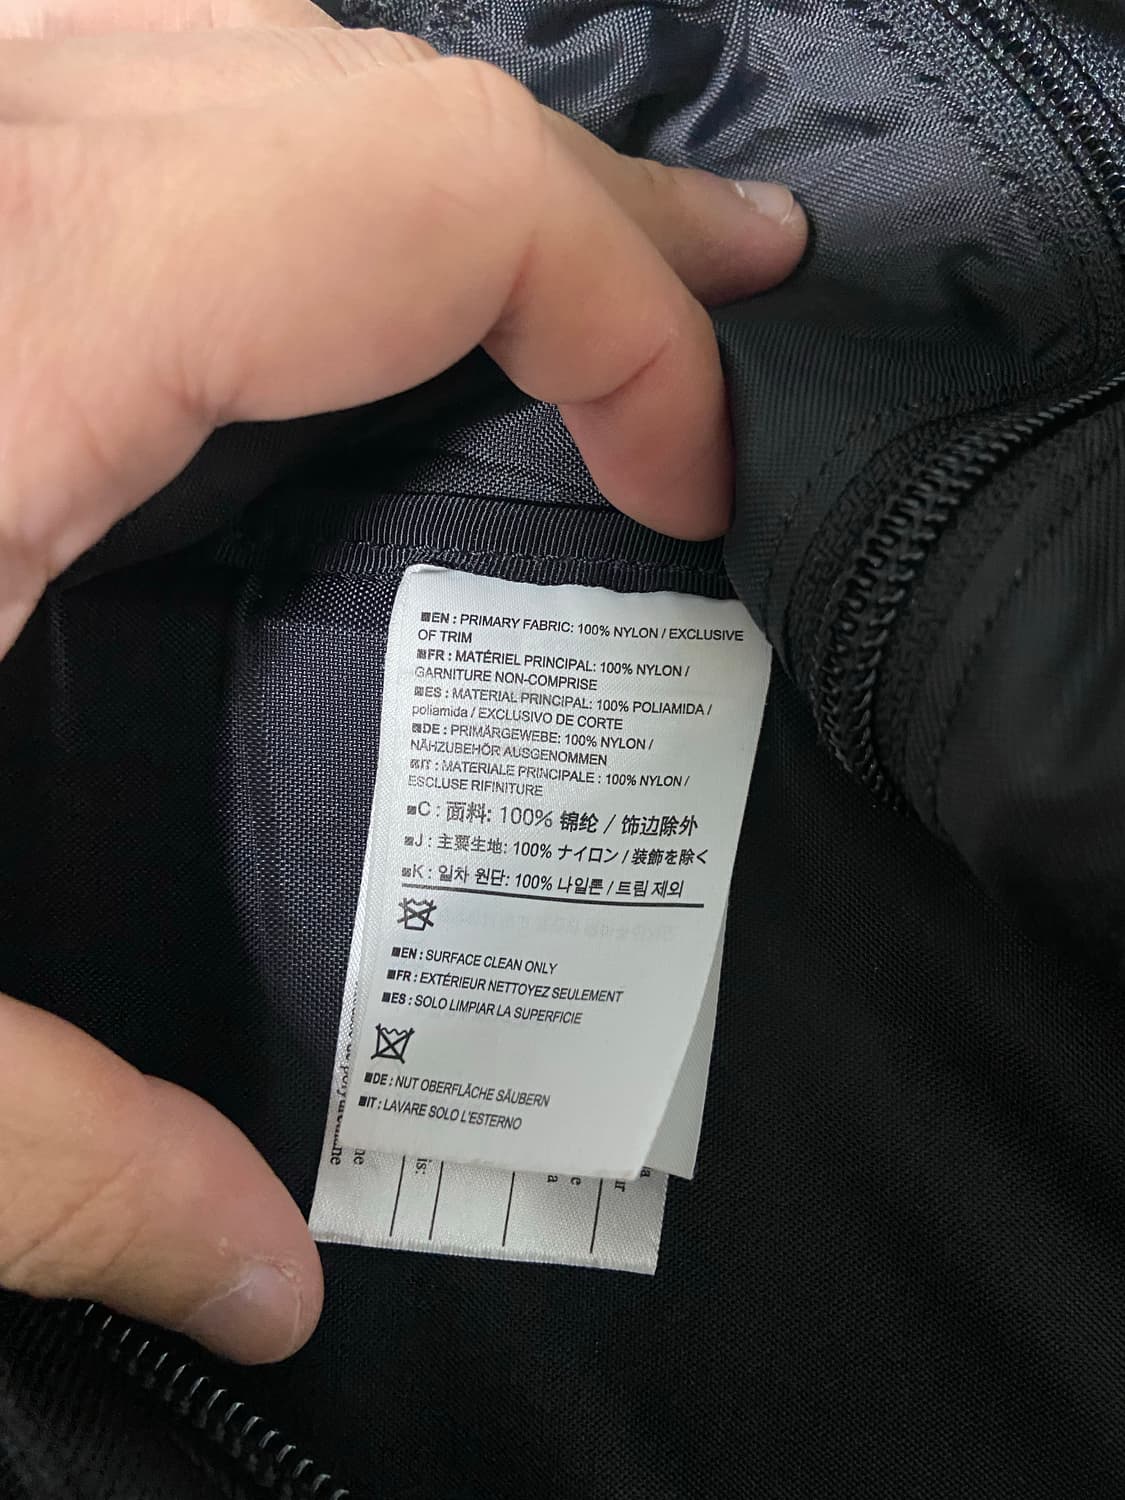 EN : PRIMARY FABRIC: 100% NYLON / EXCLUSIVE
OF TRIM
FR : MATÉRIEL PRINCIPAL: 100% NYLON /
GARNITURE NON-COMPRISE
ES : MATERIAL PRINCIPAL: 100% POLIAMIDA /
poliamida / EXCLUSIVO DE CORTE
DE : PRIMÄRGEWEBE: 100% NYLON /
NÄHZUBEHÖR AUSGENOMMEN
IT : MATERIALE PRINCIPALE : 100% NYLON /
ESCLUSE RIFINITURE
C : 面料: 100% 锦纶 / 饰边除外
J : 主要生地: 100% ナイロン / 装飾を除く
K : 일차 원단: 100% 나일론 / 트림 제외
EN : SURFACE CLEAN ONLY
FR : EXTÉRIEUR NETTOYEZ SEULEMENT
ES : SOLO LIMPIAR LA SUPERFICIE
DE : NUT OBERFLÄCHE SÄUBERN
IT : LAVARE SOLO L'ESTERNO